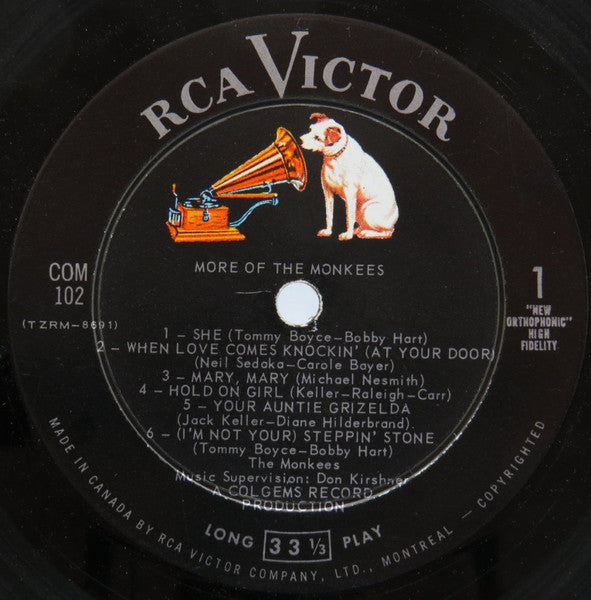 RCA VICTOR
MORE OF THE MONKEES
COM
102
(TZRM-8691)
1
"NEW
ORTHOPHONIC"
HIGH
FIDELITY
1 – SHE (Tommy Boyce–Bobby Hart)
2 – WHEN LOVE COMES KNOCKIN' (AT YOUR DOOR)
(Neil Sedaka–Carole Bayer)
3 – MARY, MARY (Michael Nesmith)
4 – HOLD ON GIRL (Keller–Raleigh–Carr)
5 – YOUR AUNTIE GRIZELDA
(Jack Keller–Diane Hilderbrand)
6 – (I'M NOT YOUR) STEPPIN' STONE
(Tommy Boyce–Bobby Hart)
The Monkees
Music Supervision: Don Kirshner
A COLGEMS RECORD
PRODUCTION
LONG 33 1/3 PLAY
MADE IN CANADA BY RCA VICTOR COMPANY, LTD., MONTREAL – COPYRIGHTED